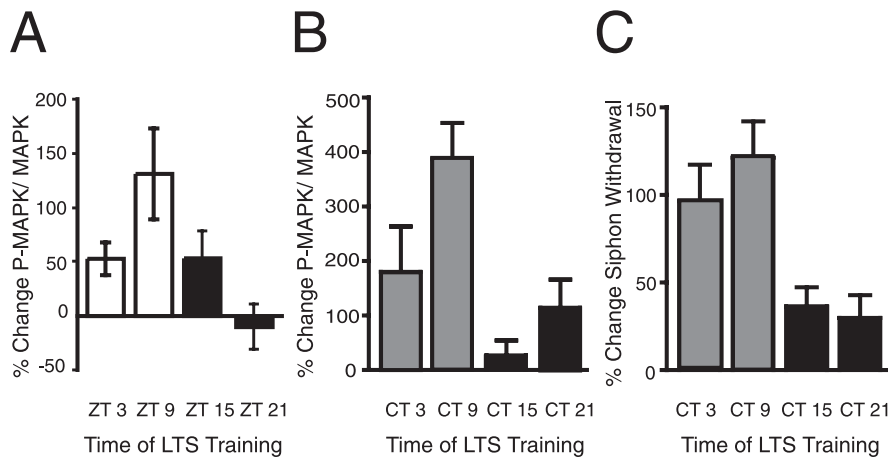 A
% Change P-MAPK/ MAPK
200
150
100
50
0
-50
ZT 3 ZT 9 ZT 15 ZT 21
Time of LTS Training
B
% Change P-MAPK/ MAPK
500
400
300
200
100
0
CT 3 CT 9 CT 15 CT 21
Time of LTS Training
C
% Change Siphon Withdrawal
150
100
50
0
CT 3 CT 9 CT 15 CT 21
Time of LTS Training